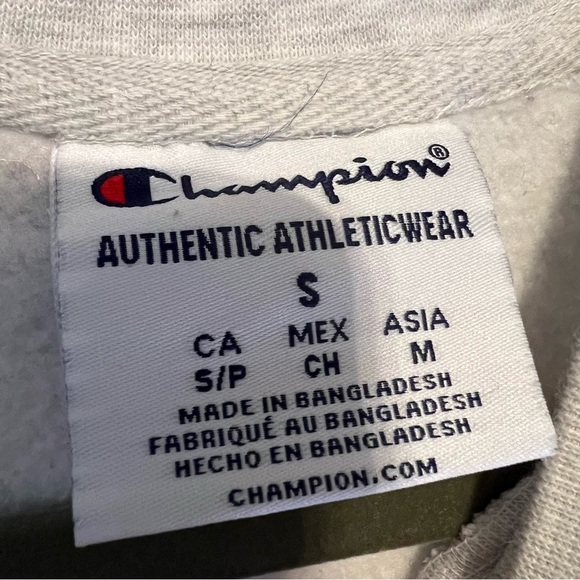 Champion®
AUTHENTIC ATHLETICWEAR
S
CA MEX ASIA
S/P CH M
MADE IN BANGLADESH
FABRIQUÉ AU BANGLADESH
HECHO EN BANGLADESH
CHAMPION.COM